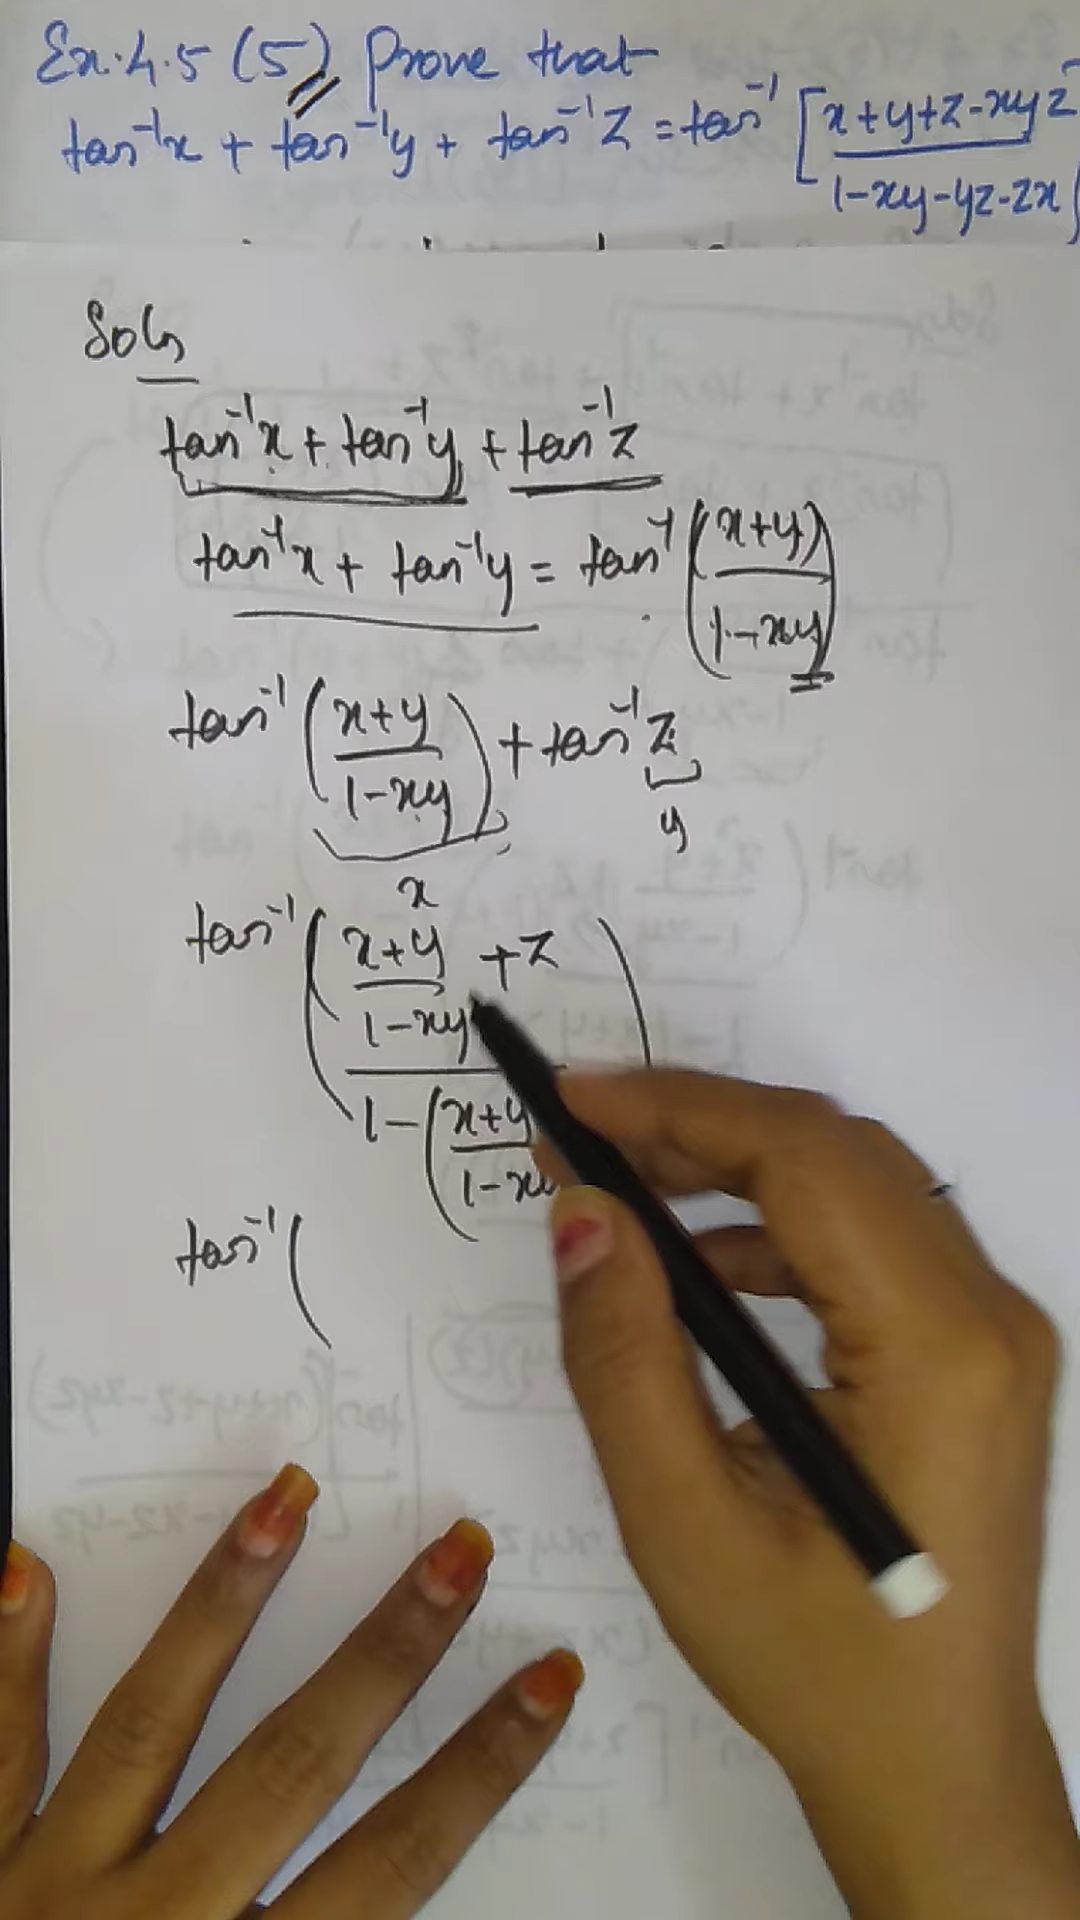 Ex.4.5 (5) Prove that
tan⁻¹x + tan⁻¹y + tan⁻¹z = tan⁻¹ [x+y+z-xyz / 1-xy-yz-zx]
Soln
tan⁻¹x + tan⁻¹y + tan⁻¹z
tan⁻¹x + tan⁻¹y = tan⁻¹ ((x+y) / 1-xy)
tan⁻¹ (x+y / 1-xy) + tan⁻¹ z
y
x
tan⁻¹ (x+y / 1-xy + z
1-(x+y / 1-x
tan⁻¹ (